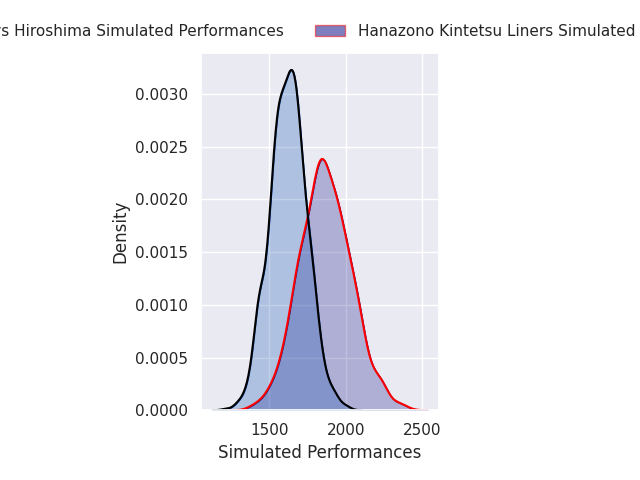 Hiroshima Simulated Performances
Hanazono Kintetsu Liners Simulated
0.0030
0.0025
0.0020
0.0015
0.0010
0.0005
0.0000
Density
1500 2000 2500
Simulated Performances